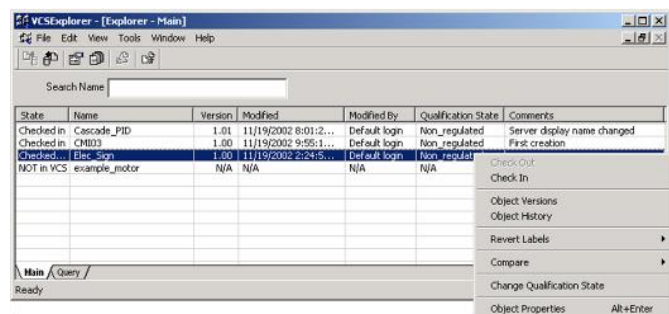 VCSExplorer - [Explorer - Main]
File Edit View Tools Window Help
Search Name
State Name Version Modified Modified By Qualification State Comments
Checked in Cascade_PID 1.01 11/19/2002 8:01:2... Default login Non_regulated Server display name changed
Checked in CMI03 1.00 11/19/2002 9:55:1... Default login Non_regulated First creation
Checked... Elec_Sign 1.00 11/19/2002 2:24:5... Default login Non_regulat
NOT in VCS example_motor N/A N/A N/A N/A
Check Out
Check In
Object Versions
Object History
Revert Labels
Compare
Change Qualification State
Object Properties Alt+Enter
Main Query
Ready